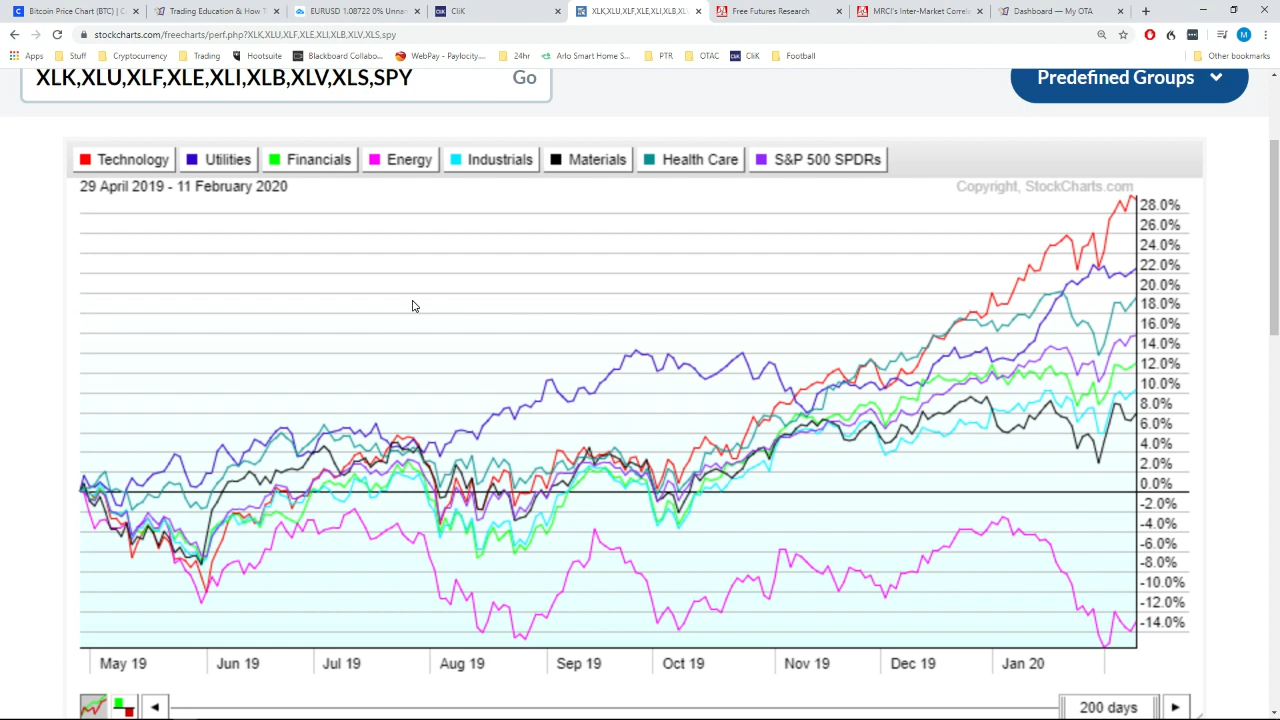 Bitcoin Price Chart (BTC) | C
Trading Education & How T
EURUSD 1.08722 0% Unna
CliK
XLK,XLU,XLF,XLE,XLI,XLB,XL
Free Futures Research
MRCI's Inter-Market Correla
Dashboard — My OTA
stockcharts.com/freecharts/perf.php?XLK,XLU,XLF,XLE,XLI,XLB,XLV,XLS,spy
M
Apps Stuff Cryptocurrency Trading Hootsuite Blackboard Collabo... WebPay - Paylocity... 24hr Arlo Smart Home S... PTR OTAC CliK Football Other bookmarks
XLK,XLU,XLF,XLE,XLI,XLB,XLV,XLS,SPY Go Predefined Groups
Technology Utilities Financials Energy Industrials Materials Health Care S&P 500 SPDRs
29 April 2019 - 11 February 2020 Copyright, StockCharts.com
28.0%
26.0%
24.0%
22.0%
20.0%
18.0%
16.0%
14.0%
12.0%
10.0%
8.0%
6.0%
4.0%
2.0%
0.0%
-2.0%
-4.0%
-6.0%
-8.0%
-10.0%
-12.0%
-14.0%
May 19 Jun 19 Jul 19 Aug 19 Sep 19 Oct 19 Nov 19 Dec 19 Jan 20
200 days